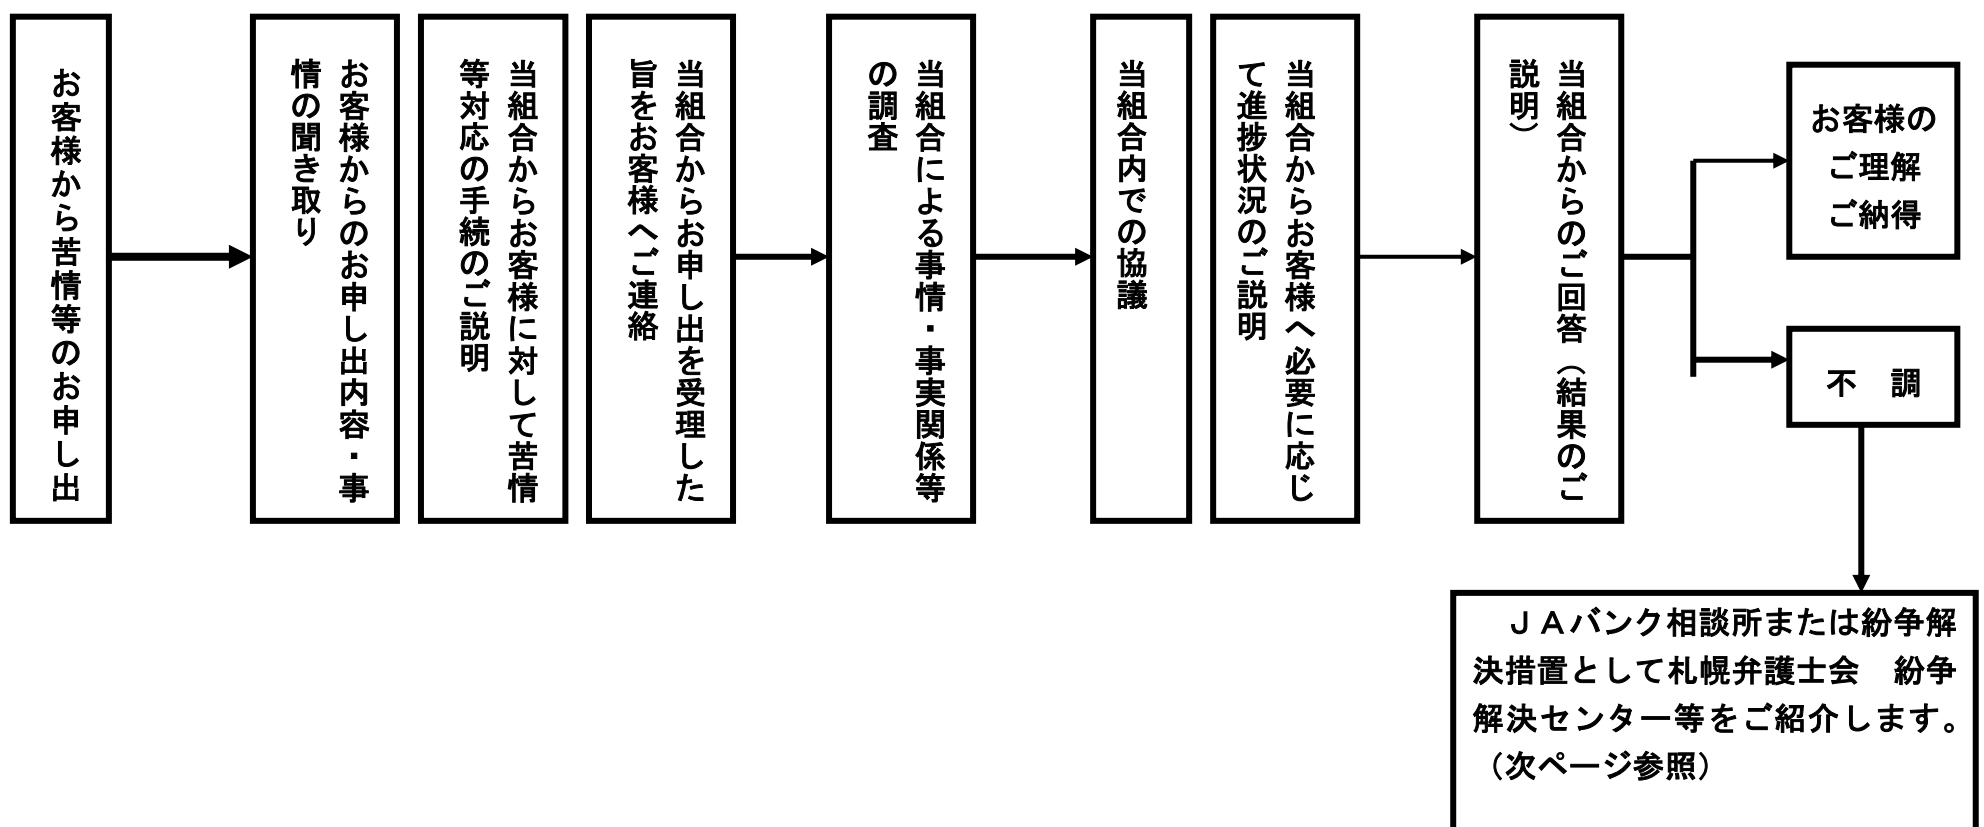 お客様から苦情等のお申し出
お客様からのお申し出内容・事
情の聞き取り
当組合からお客様に対して苦情
等対応の手続のご説明
当組合からお申し出を受理した
旨をお客様へご連絡
当組合による事情・事実関係等
の調査
当組合内での協議
当組合からお客様へ必要に応じ
て進捗状況のご説明
当組合からのご回答（結果のご
説明）
お客様の
ご理解
ご納得
不　調
ＪＡバンク相談所または紛争解
決措置として札幌弁護士会　紛争
解決センター等をご紹介します。
（次ページ参照）